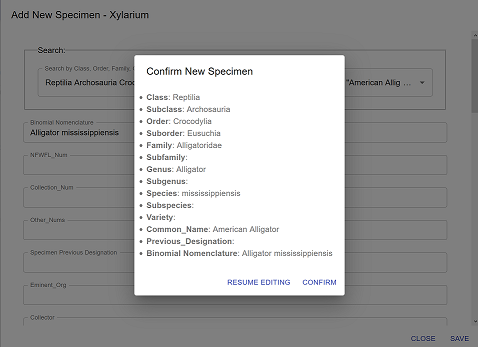 Add New Specimen - Xylarium
Search:
Search by Class, Order, Family,
Reptilia Archosauria Croc
"American Allig ...
Binomial Nomenclature
Alligator mississippiensis
NFWFL_Num
Collection_Num
Other_Nums
Specimen Previous Designation
Eminent_Org
Collector
Confirm New Specimen
Class: Reptilia
Subclass: Archosauria
Order: Crocodylia
Suborder: Eusuchia
Family: Alligatoridae
Subfamily:
Genus: Alligator
Subgenus:
Species: mississippiensis
Subspecies:
Variety:
Common_Name: American Alligator
Previous_Designation:
Binomial Nomenclature: Alligator mississippiensis
RESUME EDITING CONFIRM
CLOSE SAVE